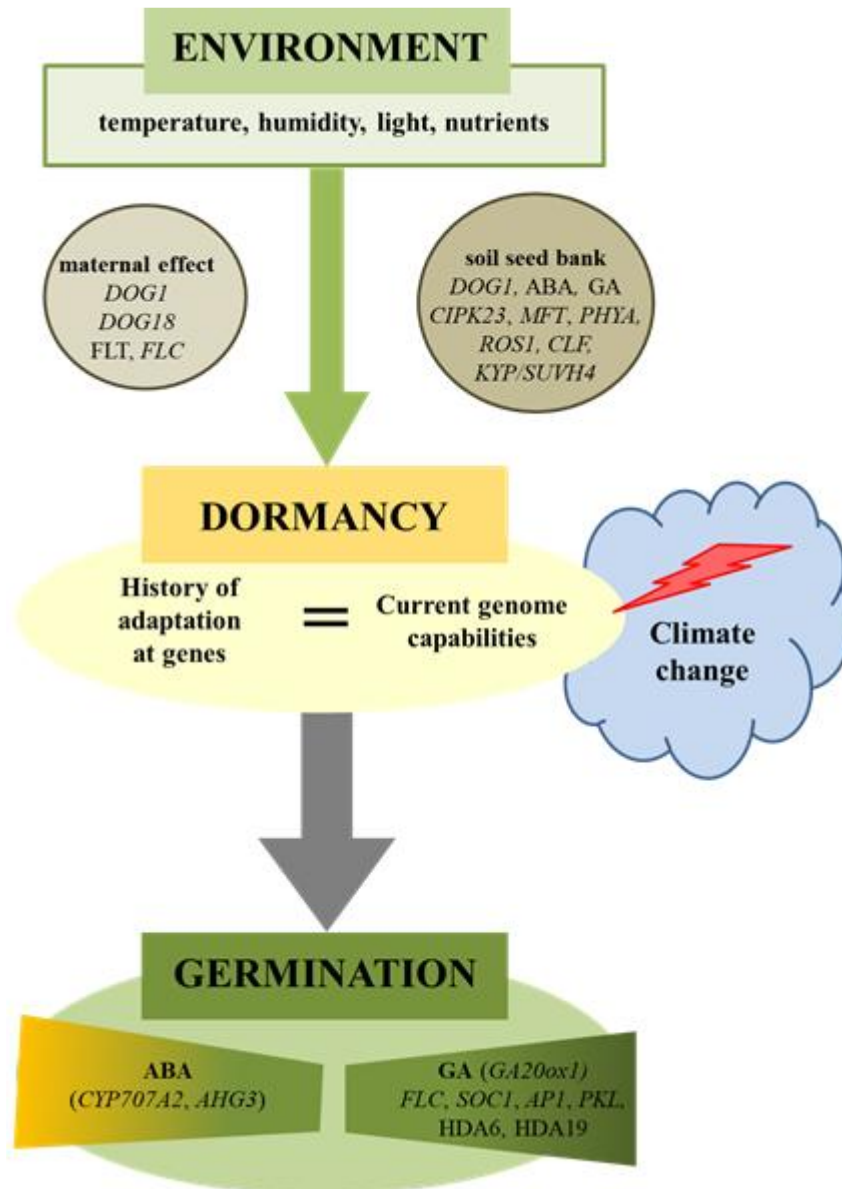 ENVIRONMENT
temperature, humidity, light, nutrients
maternal effect
DOG1
DOG18
FLT, FLC
soil seed bank
DOG1, ABA, GA
CIPK23, MFT, PHYA,
ROS1, CLF,
KYP/SUVH4
DORMANCY
History of
adaptation
at genes
=
Current genome
capabilities
Climate
change
GERMINATION
ABA
(CYP707A2, AHG3)
GA (GA20ox1)
FLC, SOC1, AP1, PKL,
HDA6, HDA19